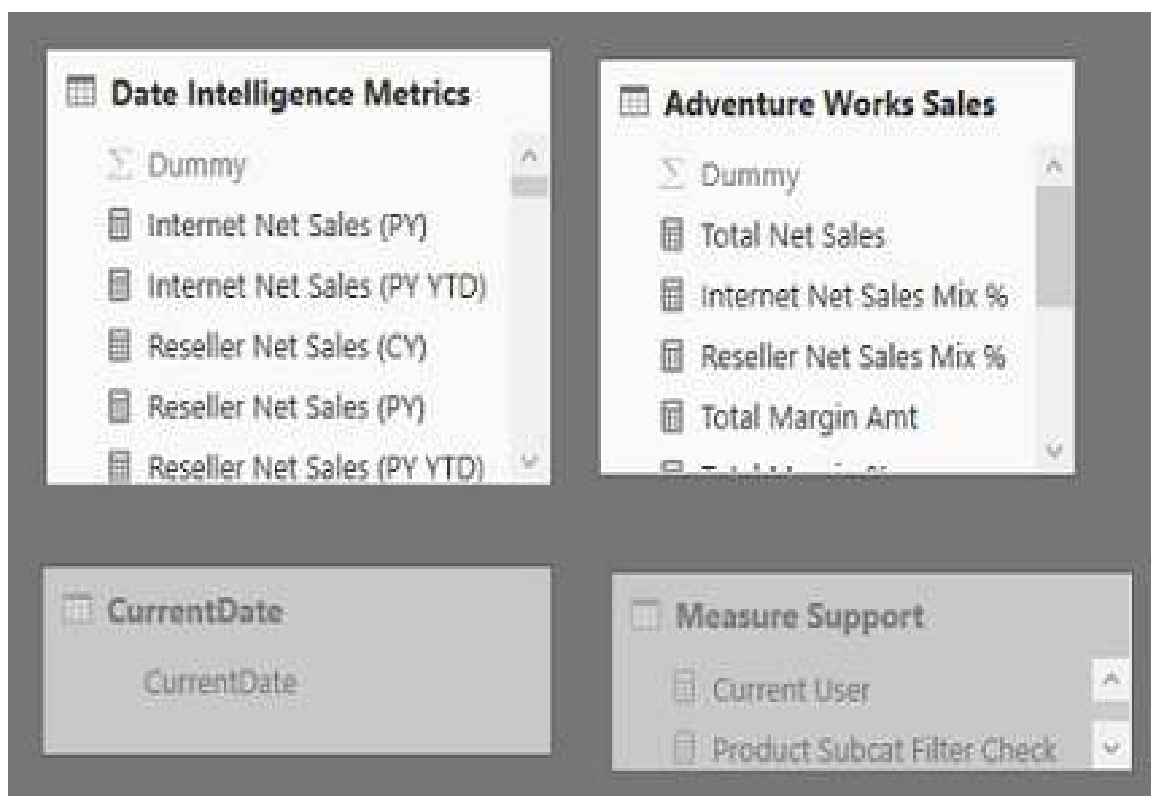 Date Intelligence Metrics
Dummy
Internet Net Sales (PY)
Internet Net Sales (PY YTD)
Reseller Net Sales (CY)
Reseller Net Sales (PY)
Reseller Net Sales (PY YTD)
Adventure Works Sales
Dummy
Total Net Sales
Internet Net Sales Mix %
Reseller Net Sales Mix %
Total Margin Amt
CurrentDate
CurrentDate
Measure Support
Current User
Product Subcat Filter Check